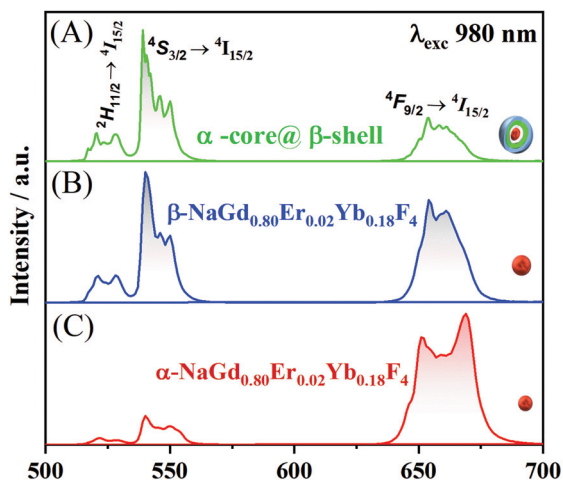 (A)
²H₁₁/₂ → ⁴I₁₅/₂
⁴S₃/₂ → ⁴I₁₅/₂
λexc 980 nm
⁴F₉/₂ → ⁴I₁₅/₂
α -core@ β-shell
(B)
β-NaGd₀.₈₀Er₀.₀₂Yb₀.₁₈F₄
(C)
α-NaGd₀.₈₀Er₀.₀₂Yb₀.₁₈F₄
Intensity / a.u.
500 550 600 650 700